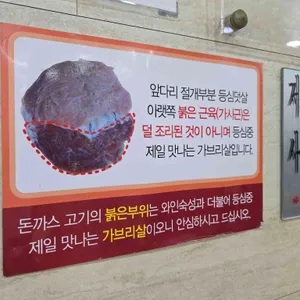 앞다리 절개부분 등심덧살
아랫쪽 붉은 근육(가시근)은
덜 조리된 것이 아니며 등심중
제일 맛나는 가브리살입니다.
돈까스 고기의 붉은부위는 와인숙성과 더불어 등심중
제일 맛나는 가브리살이오니 안심하시고 드십시오.